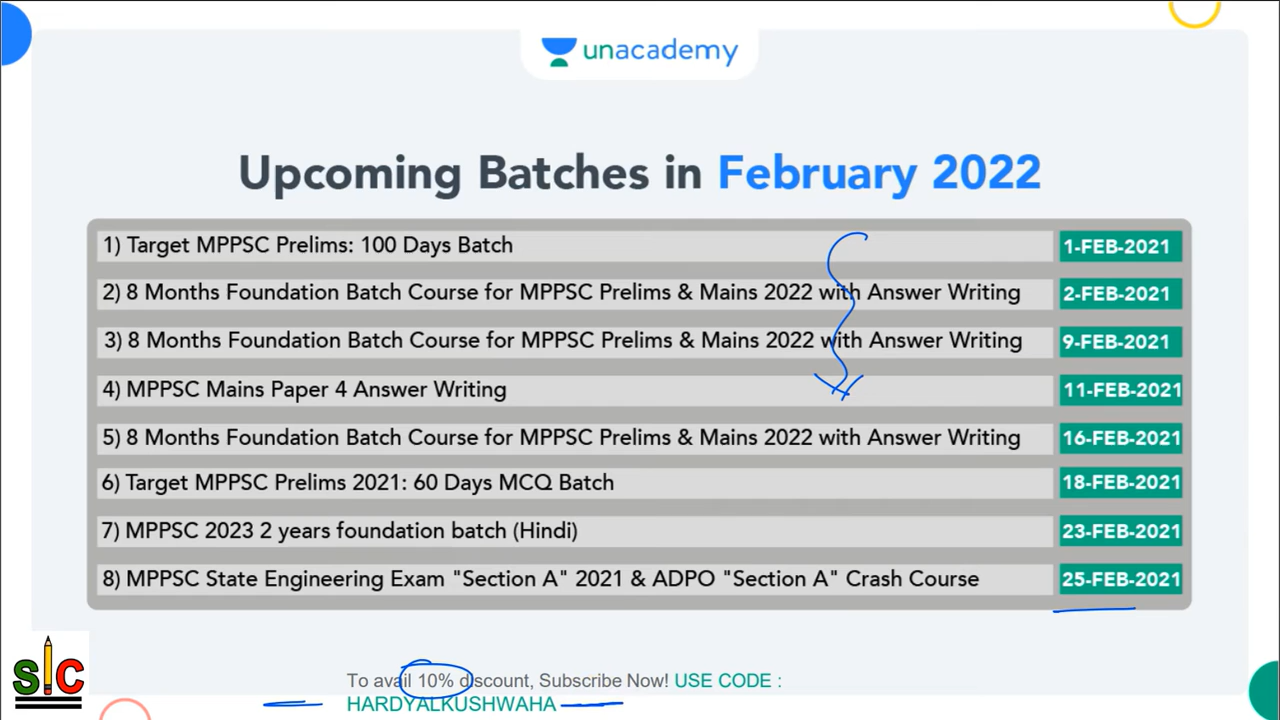 unacademy
Upcoming Batches in February 2022
1) Target MPPSC Prelims: 100 Days Batch 1-FEB-2021
2) 8 Months Foundation Batch Course for MPPSC Prelims & Mains 2022 with Answer Writing 2-FEB-2021
3) 8 Months Foundation Batch Course for MPPSC Prelims & Mains 2022 with Answer Writing 9-FEB-2021
4) MPPSC Mains Paper 4 Answer Writing 11-FEB-2021
5) 8 Months Foundation Batch Course for MPPSC Prelims & Mains 2022 with Answer Writing 16-FEB-2021
6) Target MPPSC Prelims 2021: 60 Days MCQ Batch 18-FEB-2021
7) MPPSC 2023 2 years foundation batch (Hindi) 23-FEB-2021
8) MPPSC State Engineering Exam "Section A" 2021 & ADPO "Section A" Crash Course 25-FEB-2021
SIC
To avail 10% discount, Subscribe Now! USE CODE :
HARDYALKUSHWAHA